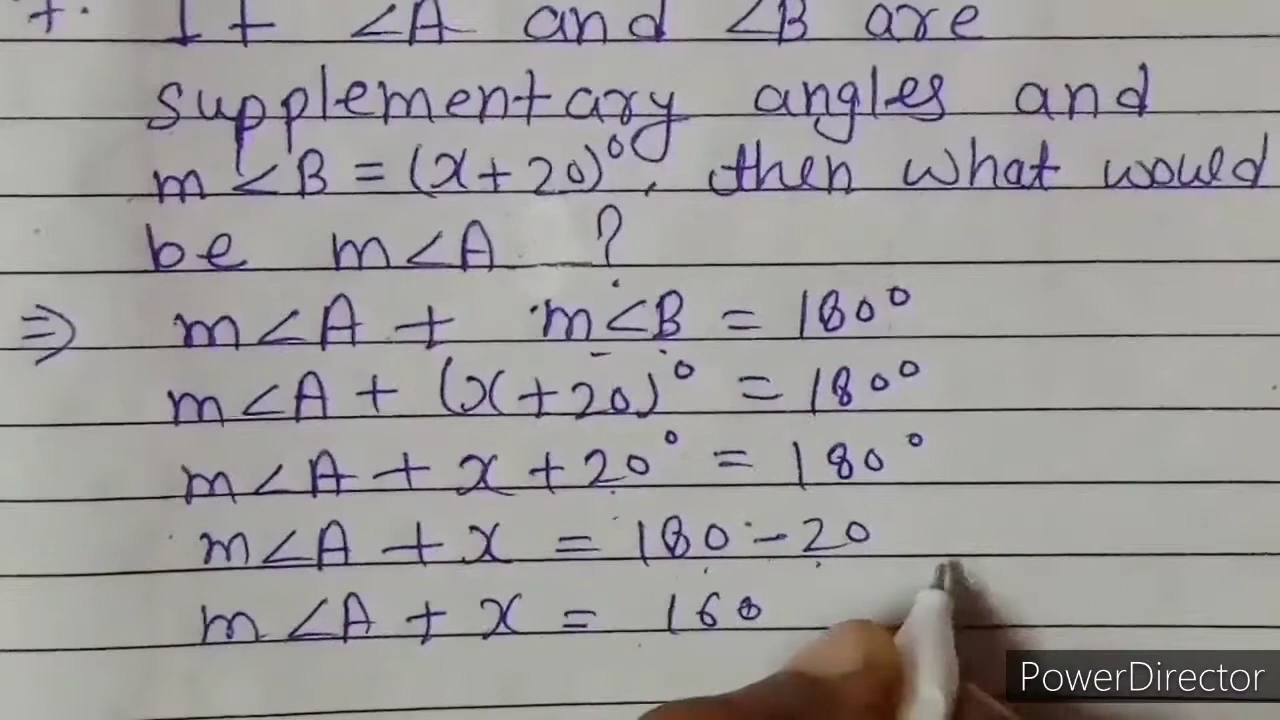 7. If ∠A and ∠B are
supplementary angles and
m∠B = (x+20)°, then what would
be m∠A ?
⇒ m∠A + m∠B = 180°
m∠A + (x+20)° = 180°
m∠A + x + 20° = 180°
m∠A + x = 180 - 20
m∠A + x = 160
PowerDirector